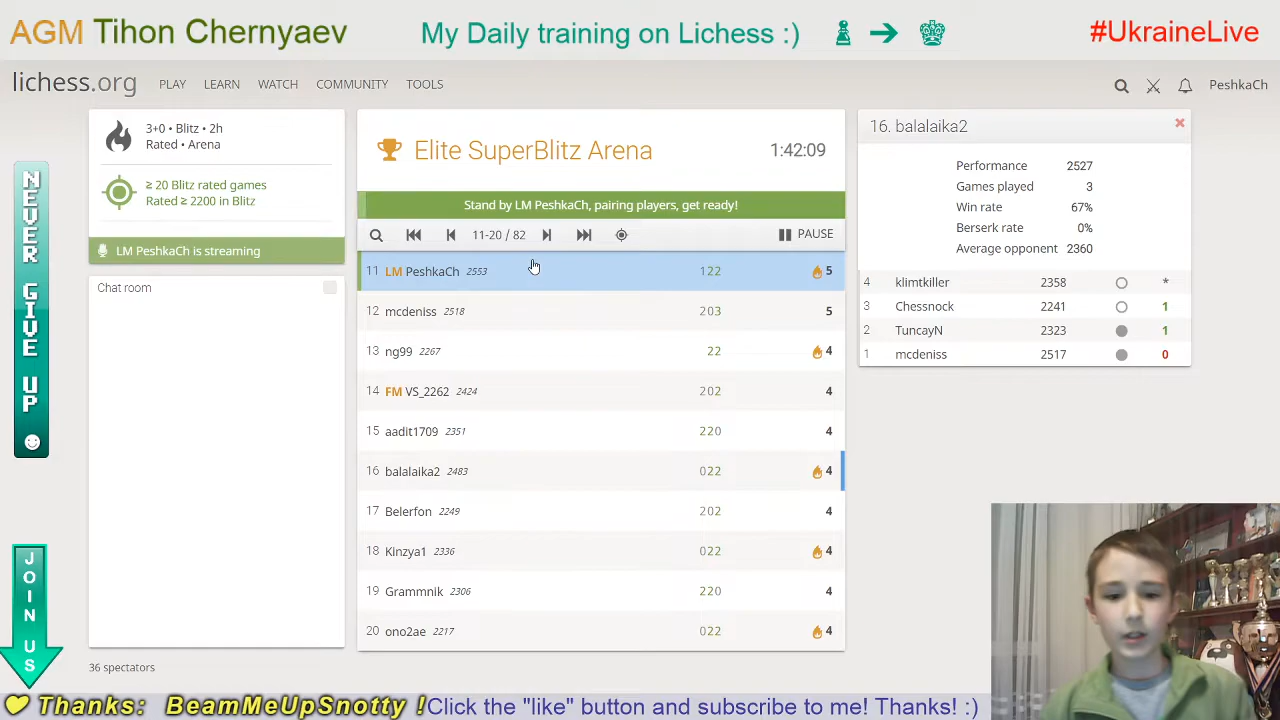 AGM Tihon Chernyaev
My Daily training on Lichess :)
#UkraineLive
lichess.org
PLAY
LEARN
WATCH
COMMUNITY
TOOLS
PeshkaCh
3+0 • Blitz • 2h
Rated • Arena
≥ 20 Blitz rated games
Rated ≥ 2200 in Blitz
LM PeshkaCh is streaming
Chat room
36 spectators
NEVER GIVE UP
JOIN US
Elite SuperBlitz Arena
1:42:09
Stand by LM PeshkaCh, pairing players, get ready!
11-20 / 82
PAUSE
11 LM PeshkaCh 2553 122 5
12 mcdeniss 2518 203 5
13 ng99 2267 22 4
14 FM VS_2262 2424 202 4
15 aadit1709 2351 220 4
16 balalaika2 2483 022 4
17 Belerfon 2249 202 4
18 Kinzya1 2336 022 4
19 Grammnik 2306 220 4
20 ono2ae 2217 022 4
16. balalaika2
Performance 2527
Games played 3
Win rate 67%
Berserk rate 0%
Average opponent 2360
4 klimtkiller 2358 *
3 Chessnock 2241 1
2 TuncayN 2323 1
1 mcdeniss 2517 0
Thanks: BeamMeUpSnotty !Click the "like" button and subscribe to me! Thanks! :)